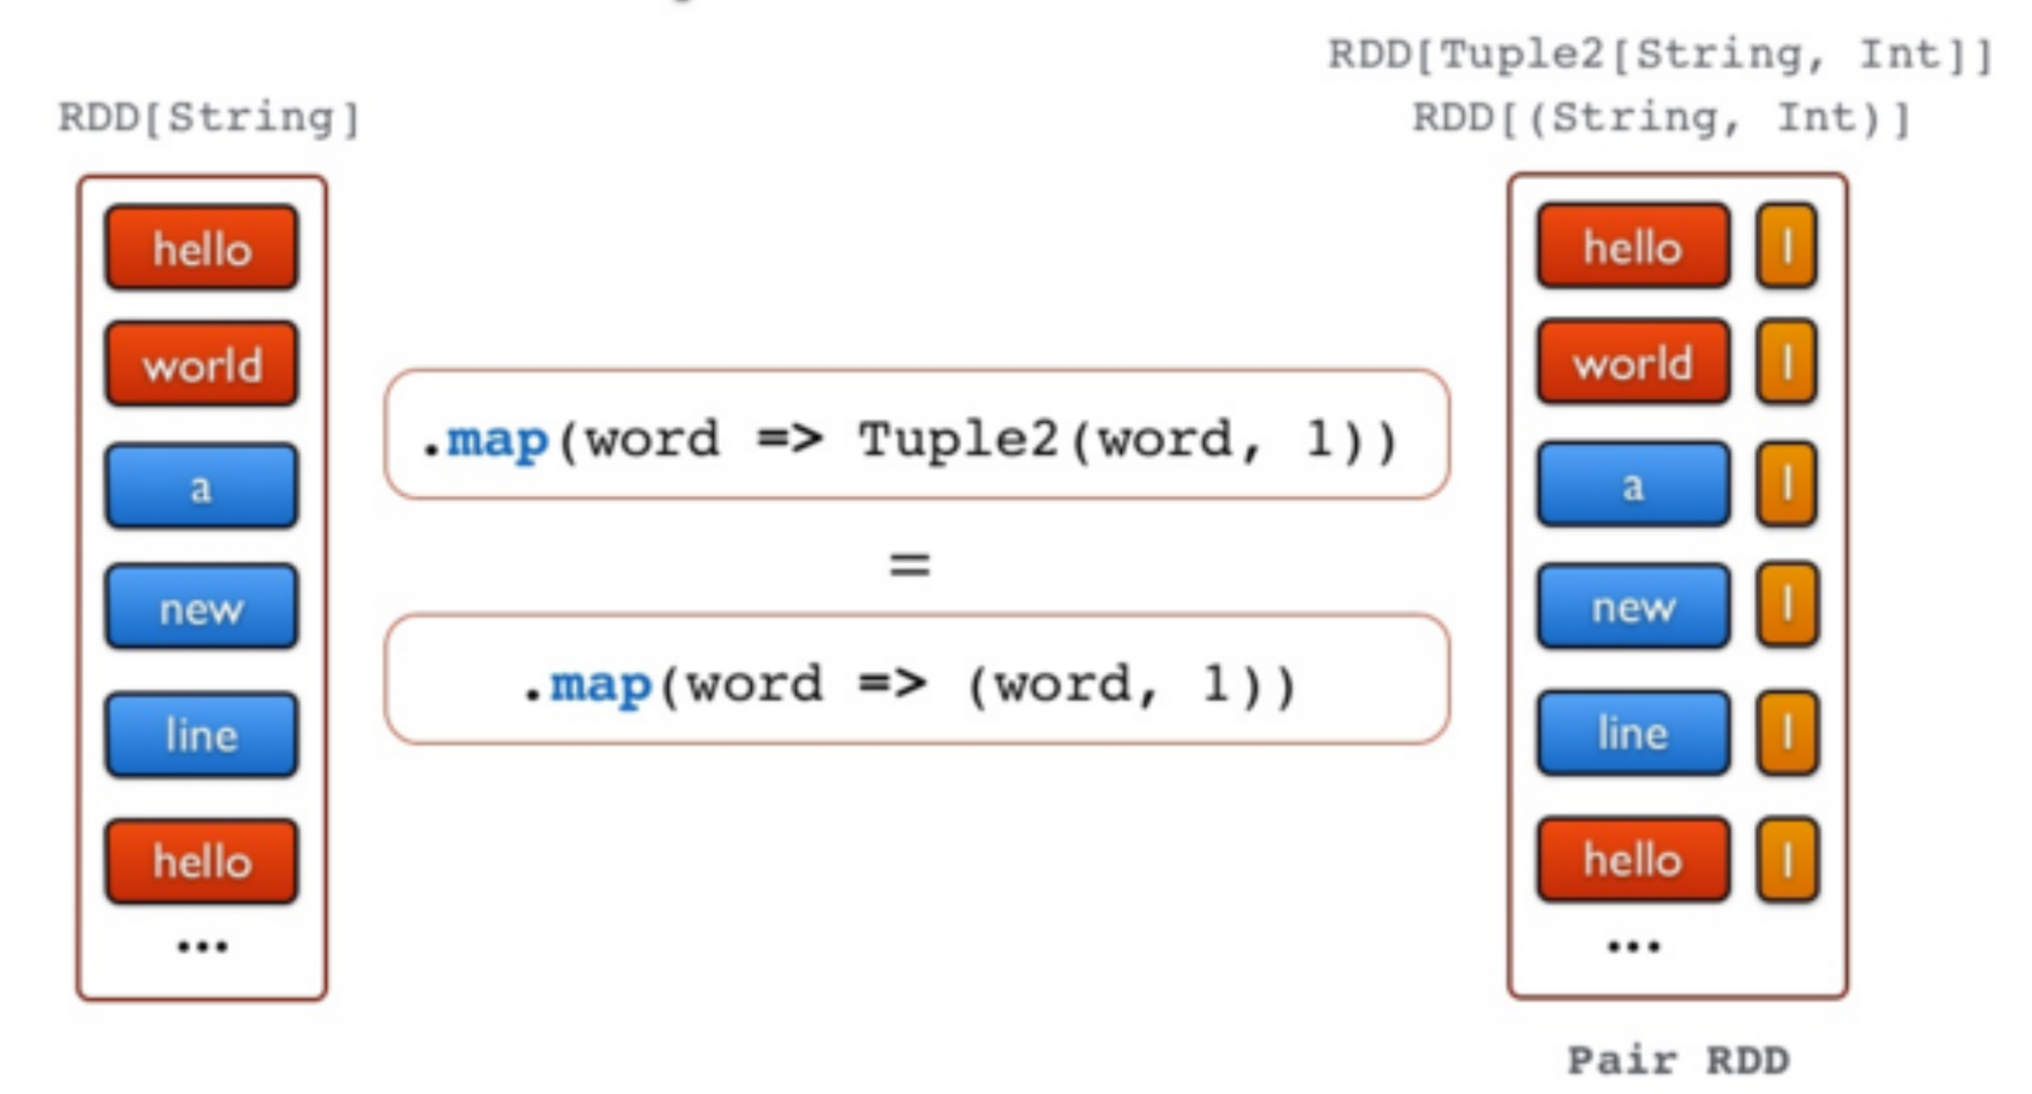 RDD[String]
hello
world
a
new
line
hello
...
.map(word => Tuple2(word, 1))
=
.map(word => (word, 1))
RDD[Tuple2[String, Int]]
RDD[(String, Int)]
hello 1
world 1
a 1
new 1
line 1
hello 1
...
Pair RDD